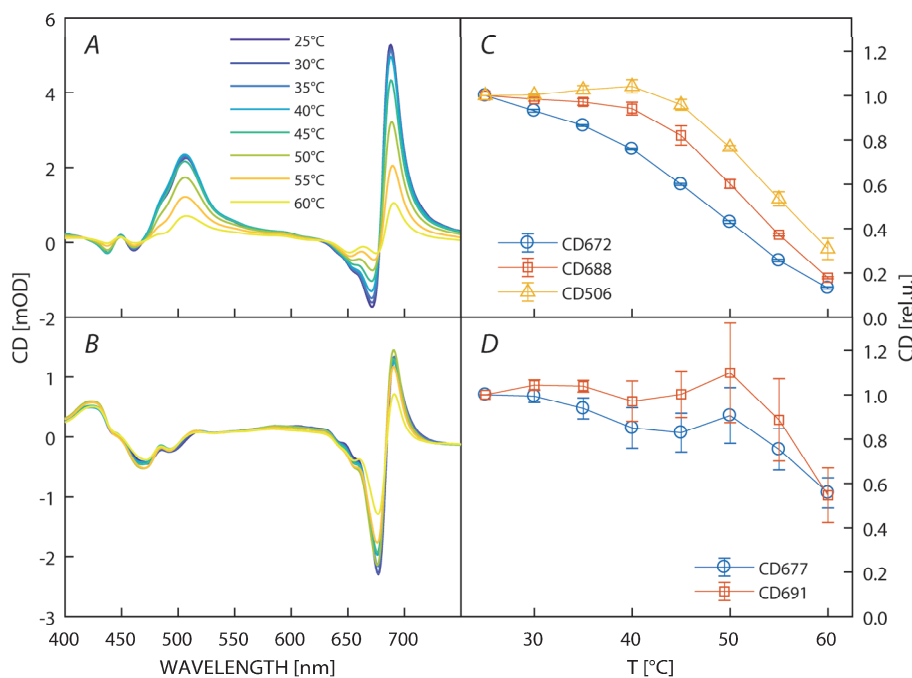 A
25°C
30°C
35°C
40°C
45°C
50°C
55°C
60°C
6
4
2
0
-2
CD [mOD]
B
1
0
-1
-2
-3
400
450
500
550
600
650
700
WAVELENGTH [nm]
C
CD672
CD688
CD506
1.2
1.0
0.8
0.6
0.4
0.2
0.0
CD [rel.u.]
D
CD677
CD691
1.2
1.0
0.8
0.6
0.4
0.2
0.0
30
35
40
45
50
55
60
T [°C]